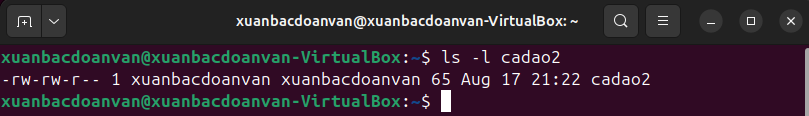 xuanbacdoanvan@xuanbacdoanvan-VirtualBox: ~
xuanbacdoanvan@xuanbacdoanvan-VirtualBox:~$ ls -l cadao2
-rw-rw-r-- 1 xuanbacdoanvan xuanbacdoanvan 65 Aug 17 21:22 cadao2
xuanbacdoanvan@xuanbacdoanvan-VirtualBox:~$